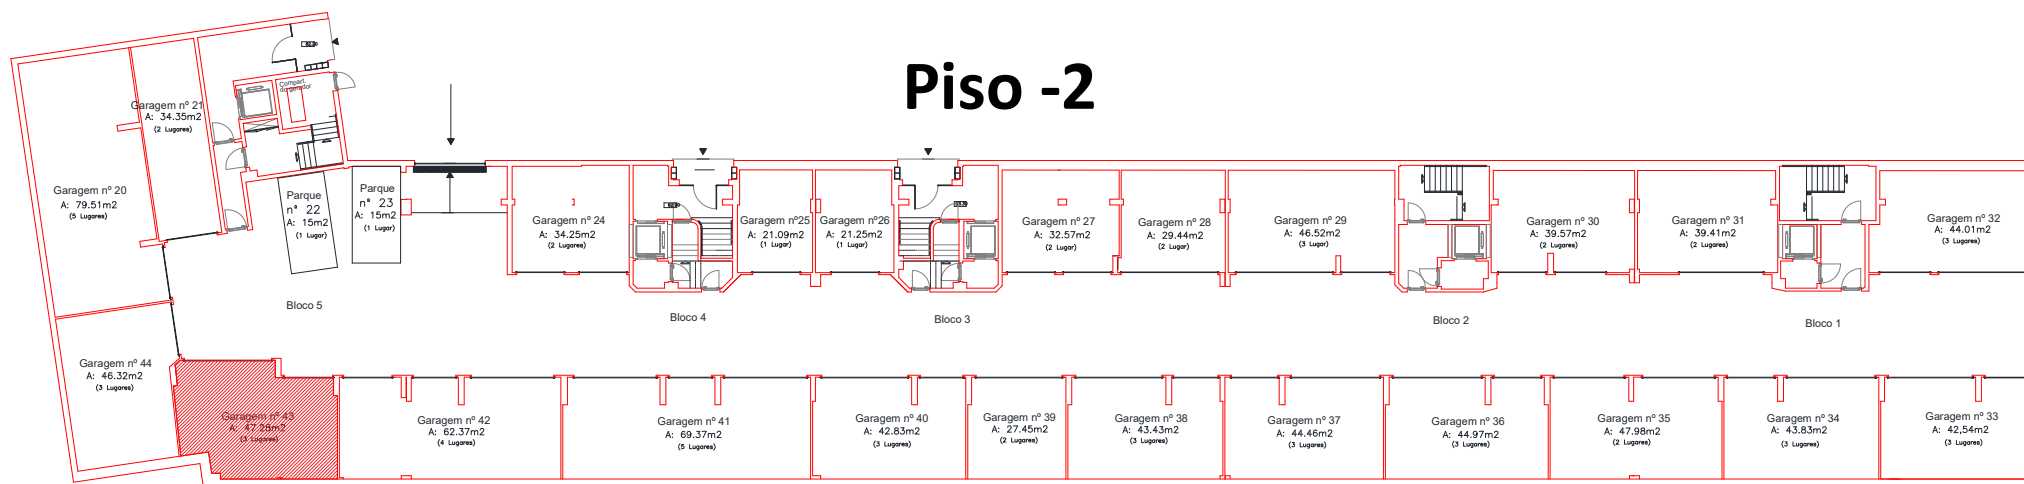 Piso -2
Compart.
do gerador
Garagem nº 21
A: 34.35m2
(2 Lugares)
Garagem nº 20
A: 79.51m2
(5 Lugares)
Parque
nº 22
A: 15m2
(1 Lugar)
Parque
nº 23
A: 15m2
(1 Lugar)
Garagem nº 24
A: 34.25m2
(2 Lugares)
Garagem nº25
A: 21.09m2
(1 Lugar)
Garagem nº26
A: 21.25m2
(1 Lugar)
Garagem nº 27
A: 32.57m2
(2 Lugar)
Garagem nº 28
A: 29.44m2
(2 Lugar)
Garagem nº 29
A: 46.52m2
(3 Lugar)
Garagem nº 30
A: 39.57m2
(2 Lugares)
Garagem nº 31
A: 39.41m2
(2 Lugares)
Garagem nº 32
A: 44.01m2
(3 Lugares)
Bloco 5
Bloco 4
Bloco 3
Bloco 2
Bloco 1
Garagem nº 44
A: 46.32m2
(3 Lugares)
Garagem nº 43
A: 47.28m2
(3 Lugares)
Garagem nº 42
A: 62.37m2
(4 Lugares)
Garagem nº 41
A: 69.37m2
(5 Lugares)
Garagem nº 40
A: 42.83m2
(3 Lugares)
Garagem nº 39
A: 27.45m2
(2 Lugares)
Garagem nº 38
A: 43.43m2
(3 Lugares)
Garagem nº 37
A: 44.46m2
(3 Lugares)
Garagem nº 36
A: 44.97m2
(3 Lugares)
Garagem nº 35
A: 47.98m2
(2 Lugares)
Garagem nº 34
A: 43.83m2
(3 Lugares)
Garagem nº 33
A: 42,54m2
(3 Lugares)